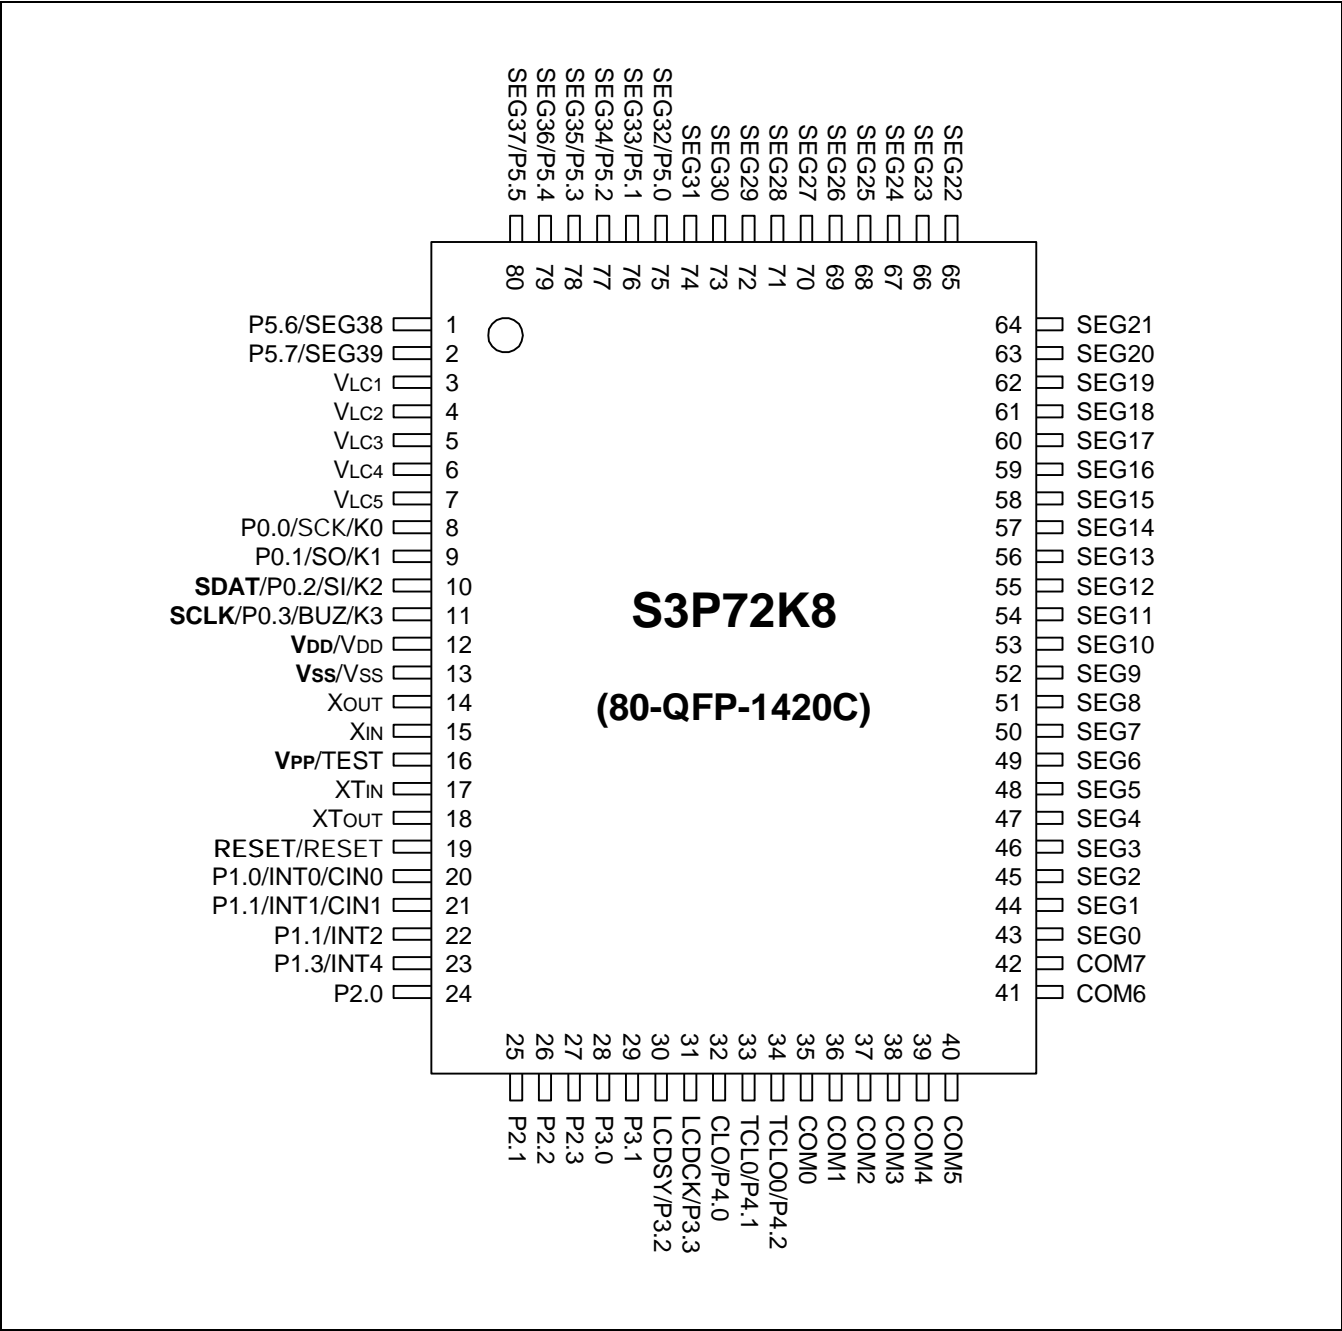 SEG37/P5.5
SEG36/P5.4
SEG35/P5.3
SEG34/P5.2
SEG33/P5.1
SEG32/P5.0
SEG31
SEG30
SEG29
SEG28
SEG27
SEG26
SEG25
SEG24
SEG23
SEG22
80
79
78
77
76
75
74
73
72
71
70
69
68
67
66
65
P5.6/SEG38 1
P5.7/SEG39 2
VLC1 3
VLC2 4
VLC3 5
VLC4 6
VLC5 7
P0.0/SCK/K0 8
P0.1/SO/K1 9
SDAT/P0.2/SI/K2 10
SCLK/P0.3/BUZ/K3 11
VDD/VDD 12
VSS/VSS 13
XOUT 14
XIN 15
VPP/TEST 16
XTIN 17
XTOUT 18
RESET/RESET 19
P1.0/INT0/CIN0 20
P1.1/INT1/CIN1 21
P1.1/INT2 22
P1.3/INT4 23
P2.0 24
S3P72K8
(80-QFP-1420C)
64 SEG21
63 SEG20
62 SEG19
61 SEG18
60 SEG17
59 SEG16
58 SEG15
57 SEG14
56 SEG13
55 SEG12
54 SEG11
53 SEG10
52 SEG9
51 SEG8
50 SEG7
49 SEG6
48 SEG5
47 SEG4
46 SEG3
45 SEG2
44 SEG1
43 SEG0
42 COM7
41 COM6
25
26
27
28
29
30
31
32
33
34
35
36
37
38
39
40
P2.1
P2.2
P2.3
P3.0
P3.1
LCDSY/P3.2
LCDCK/P3.3
CLO/P4.0
TCL0/P4.1
TCLO0/P4.2
COM0
COM1
COM2
COM3
COM4
COM5